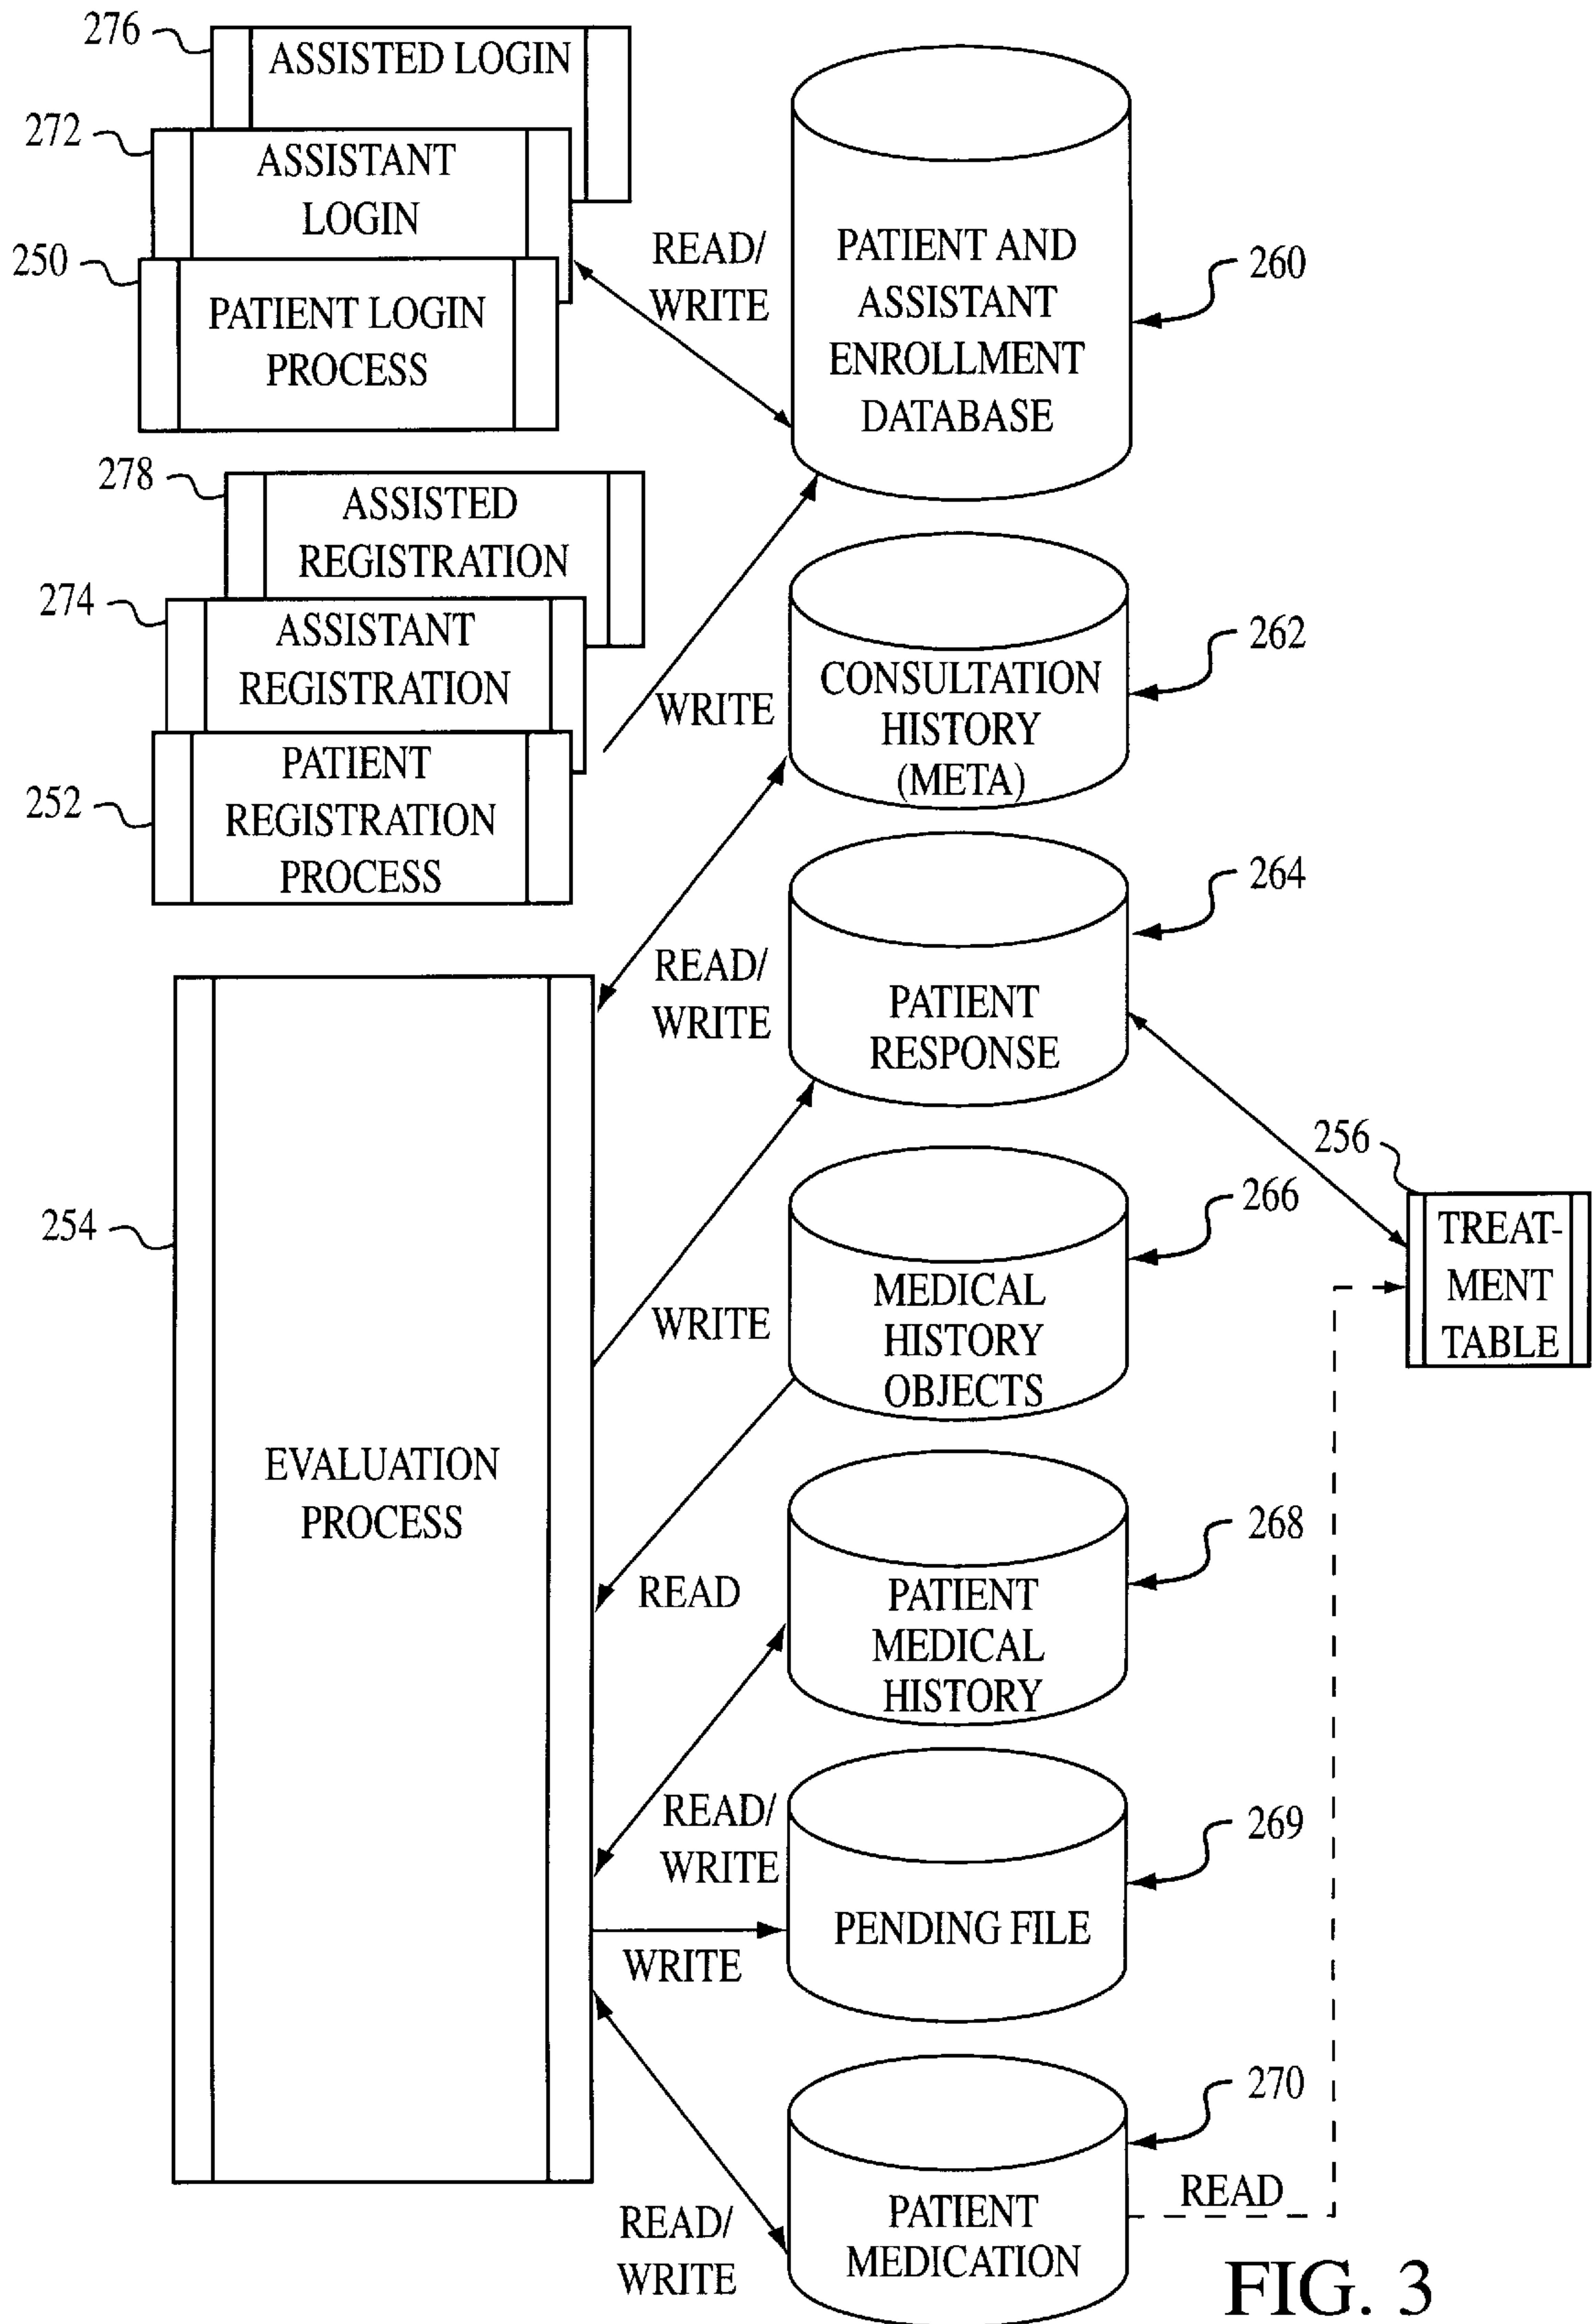 276
ASSISTED LOGIN
272
ASSISTANT
LOGIN
250
PATIENT LOGIN
PROCESS
READ/
WRITE
PATIENT AND
ASSISTANT
ENROLLMENT
DATABASE
260
278
ASSISTED
REGISTRATION
274
ASSISTANT
REGISTRATION
252
PATIENT
REGISTRATION
PROCESS
WRITE
CONSULTATION
HISTORY
(META)
262
READ/
WRITE
PATIENT
RESPONSE
264
254
EVALUATION
PROCESS
WRITE
MEDICAL
HISTORY
OBJECTS
266
256
TREAT-
MENT
TABLE
READ
PATIENT
MEDICAL
HISTORY
268
READ/
WRITE
PENDING FILE
269
WRITE
PATIENT
MEDICATION
270
READ
READ/
WRITE
FIG. 3